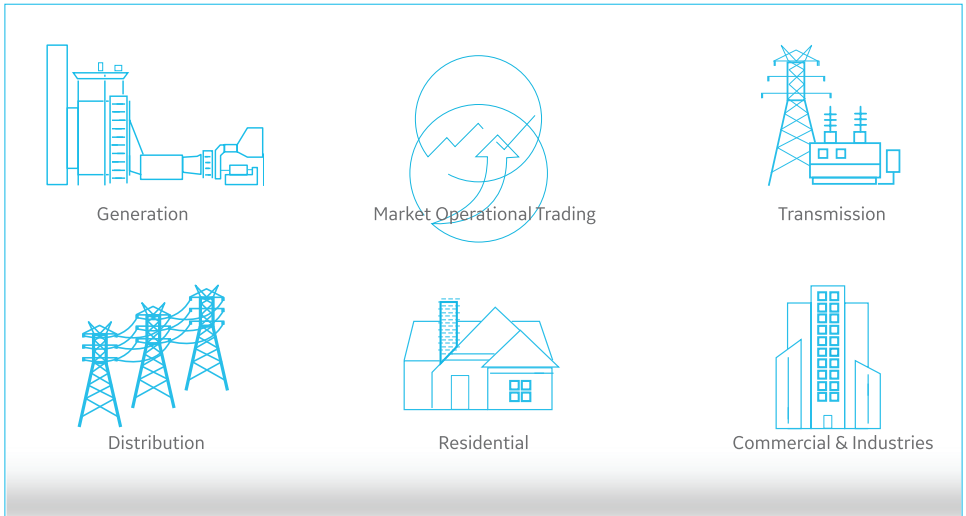 Generation
Market Operational Trading
Transmission
Distribution
Residential
Commercial & Industries